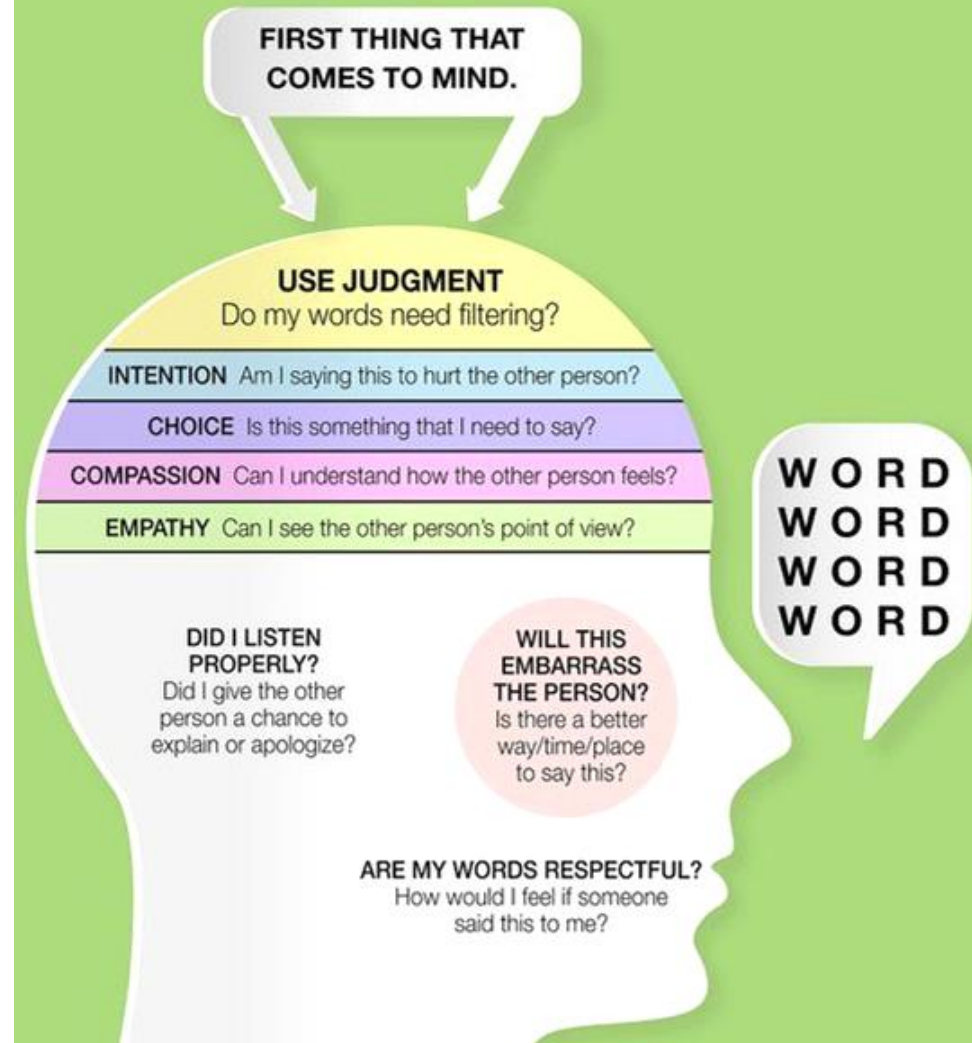 FIRST THING THAT
COMES TO MIND.
USE JUDGMENT
Do my words need filtering?
INTENTION Am I saying this to hurt the other person?
CHOICE Is this something that I need to say?
COMPASSION Can I understand how the other person feels?
EMPATHY Can I see the other person's point of view?
DID I LISTEN
PROPERLY?
Did I give the other
person a chance to
explain or apologize?
WILL THIS
EMBARRASS
THE PERSON?
Is there a better
way/time/place
to say this?
ARE MY WORDS RESPECTFUL?
How would I feel if someone
said this to me?
WORD
WORD
WORD
WORD